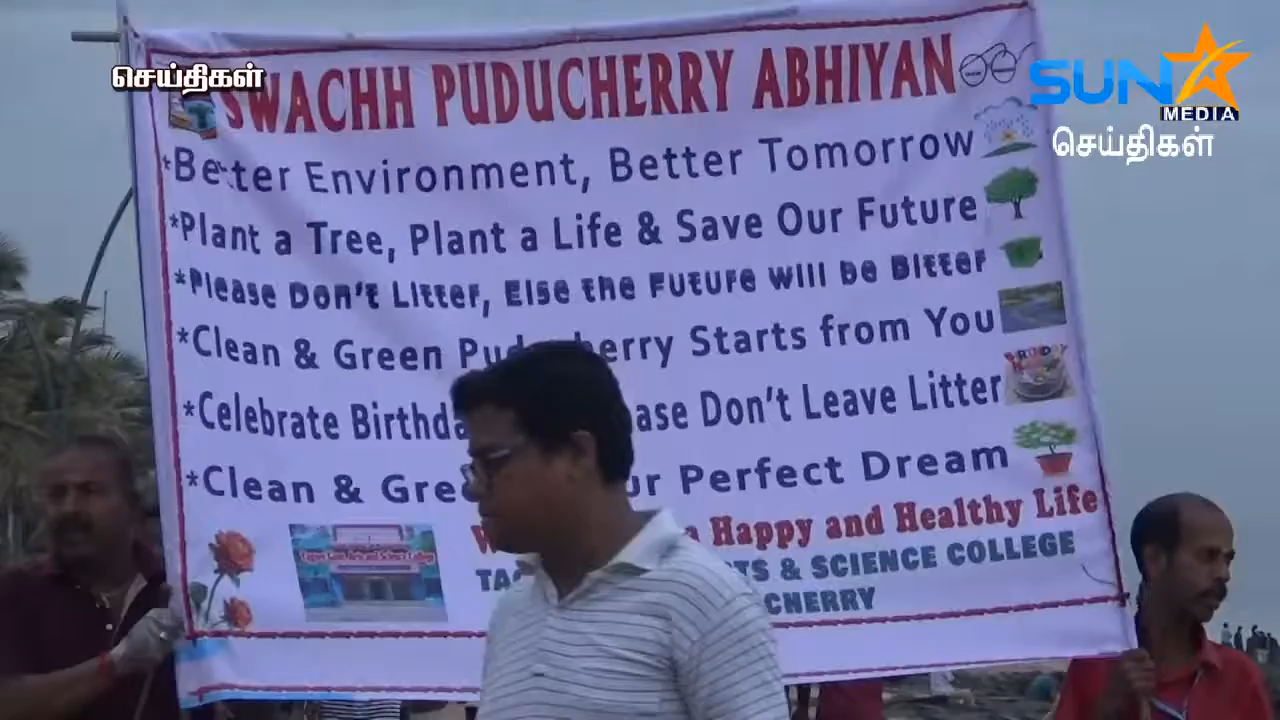 செய்திகள்
SUN
MEDIA
செய்திகள்
SWACHH PUDUCHERRY ABHIYAN
*Better Environment, Better Tomorrow
*Plant a Tree, Plant a Life & Save Our Future
*Please Don't Litter, Else the Future will be Bitter
*Clean & Green Puducherry Starts from You
*Celebrate Birthda ase Don't Leave Litter
*Clean & Gre ur Perfect Dream
a Happy and Healthy Life
TS & SCIENCE COLLEGE
CHERRY